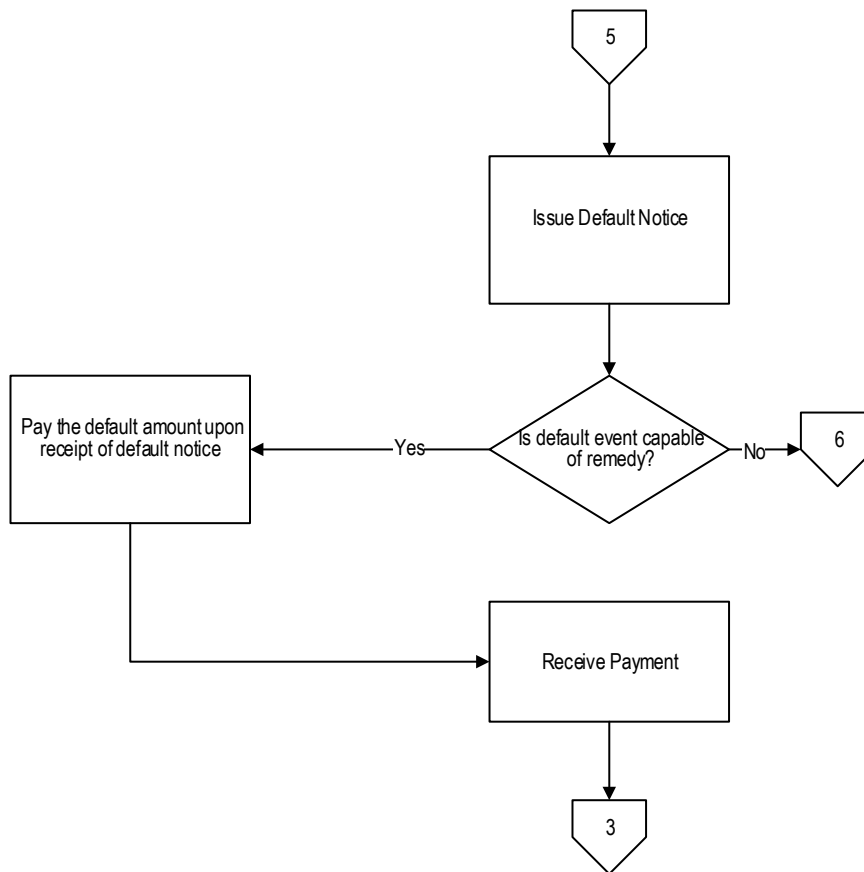 5
Issue Default Notice
Pay the default amount upon
receipt of default notice
Yes
Is default event capable
of remedy?
No
6
Receive Payment
3